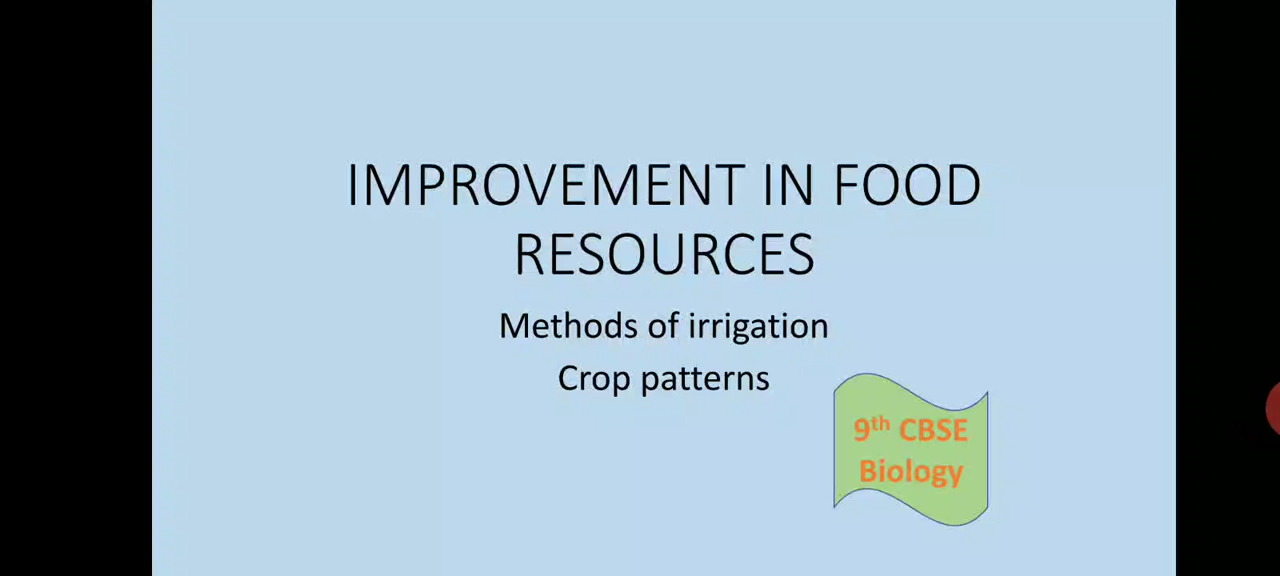 IMPROVEMENT IN FOOD
RESOURCES
Methods of irrigation
Crop patterns
9th CBSE
Biology